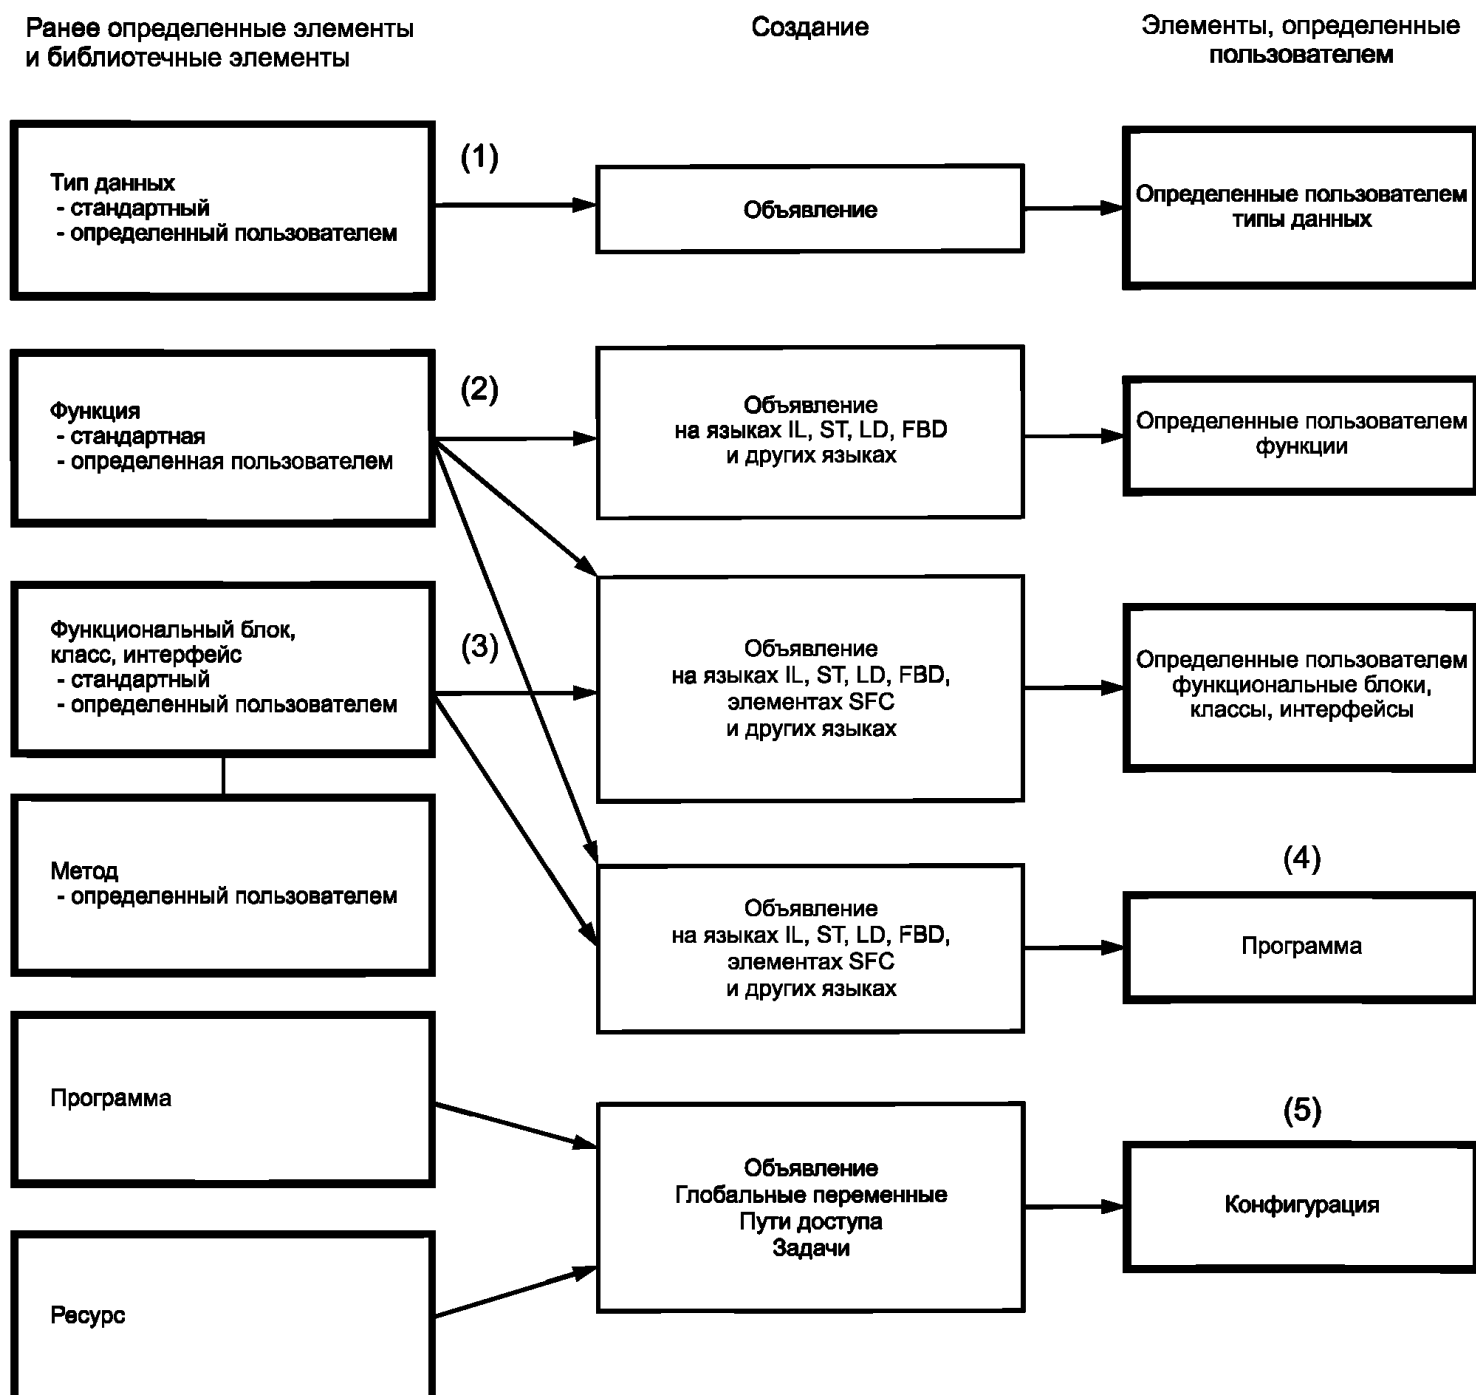 Ранее определенные элементы
и библиотечные элементы
Создание
Элементы, определенные
пользователем
Тип данных
- стандартный
- определенный пользователем
(1)
Объявление
Определенные пользователем
типы данных
Функция
- стандартная
- определенная пользователем
(2)
Объявление
на языках IL, ST, LD, FBD
и других языках
Определенные пользователем
функции
Функциональный блок,
класс, интерфейс
- стандартный
- определенный пользователем
(3)
Объявление
на языках IL, ST, LD, FBD,
элементах SFC
и других языках
Определенные пользователем
функциональные блоки,
классы, интерфейсы
Метод
- определенный пользователем
Объявление
на языках IL, ST, LD, FBD,
элементах SFC
и других языках
(4)
Программа
Программа
Объявление
Глобальные переменные
Пути доступа
Задачи
(5)
Конфигурация
Ресурс